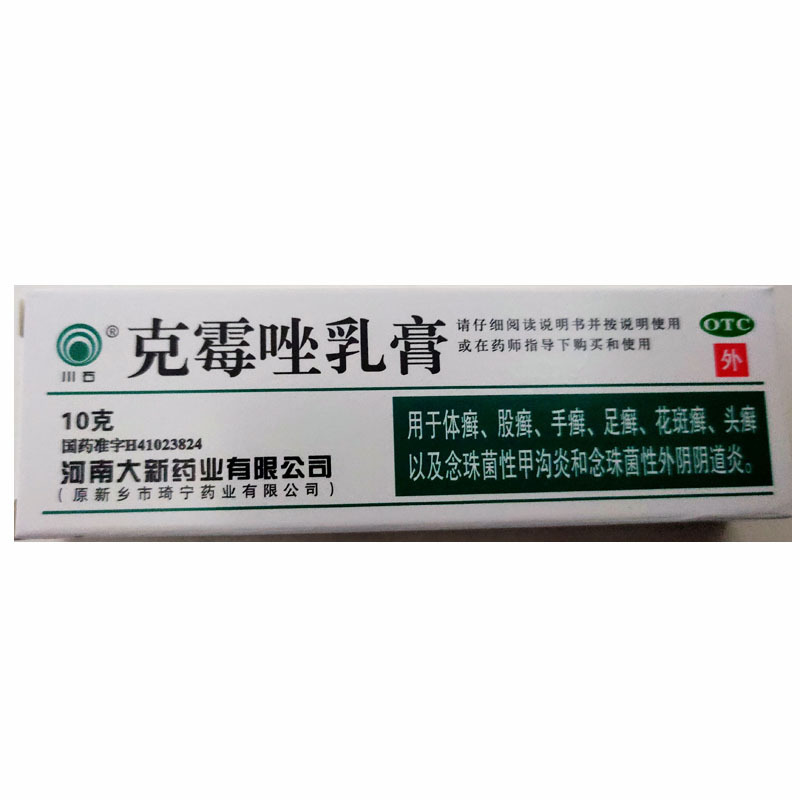 川石
®
克霉唑乳膏
请仔细阅读说明书并按说明使用
或在药师指导下购买和使用
OTC
外
10克
国药准字H41023824
河南大新药业有限公司
(原新乡市琦宁药业有限公司)
用于体癣、股癣、手癣、足癣、花斑癣、头癣
以及念珠菌性甲沟炎和念珠菌性外阴阴道炎。